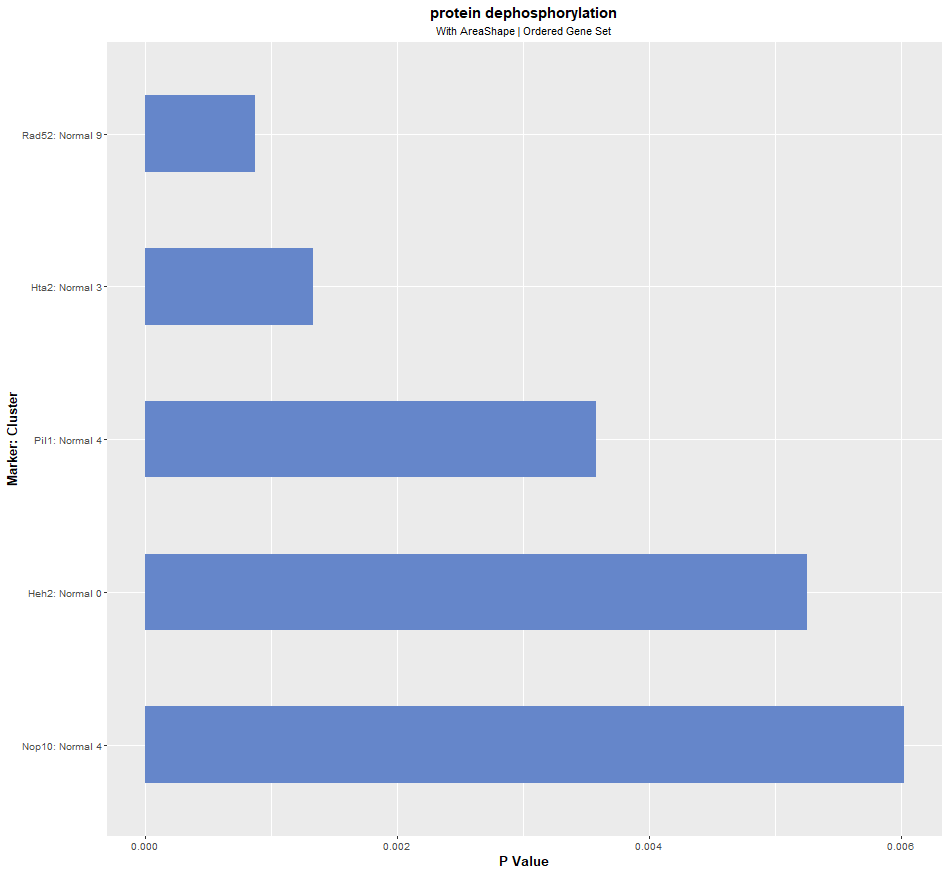 protein dephosphorylation
With AreaShape | Ordered Gene Set
Rad52: Normal 9
Hta2: Normal 3
Pil1: Normal 4
Heh2: Normal 0
Nop10: Normal 4
Marker: Cluster
0.000
0.002
0.004
0.006
P Value